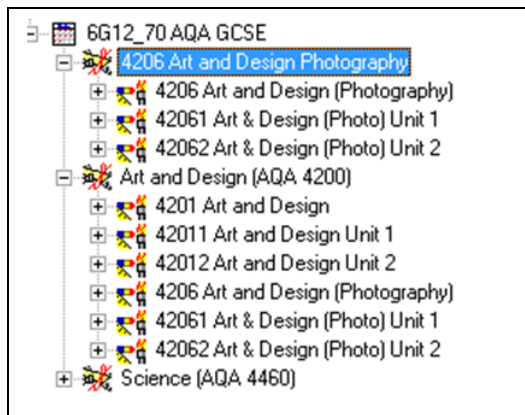 6G12_70 AQA GCSE
4206 Art and Design Photography
4206 Art and Design (Photography)
42061 Art & Design (Photo) Unit 1
42062 Art & Design (Photo) Unit 2
Art and Design (AQA 4200)
4201 Art and Design
42011 Art and Design Unit 1
42012 Art and Design Unit 2
4206 Art and Design (Photography)
42061 Art & Design (Photo) Unit 1
42062 Art & Design (Photo) Unit 2
Science (AQA 4460)